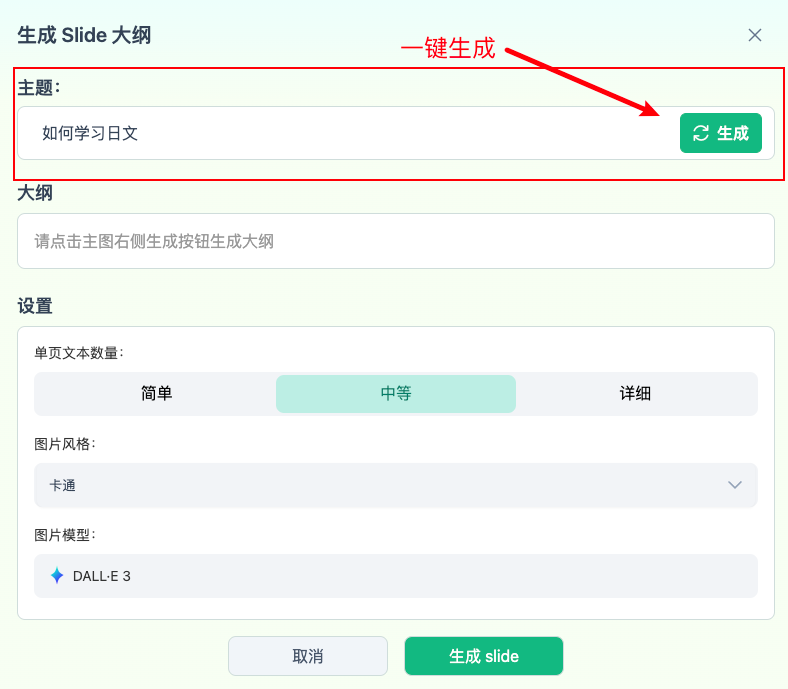 生成 Slide 大纲
一键生成
主题：
如何学习日文
生成
大纲
请点击主图右侧生成按钮生成大纲
设置
单页文本数量：
简单 中等 详细
图片风格：
卡通
图片模型：
DALL·E 3
取消 生成 slide